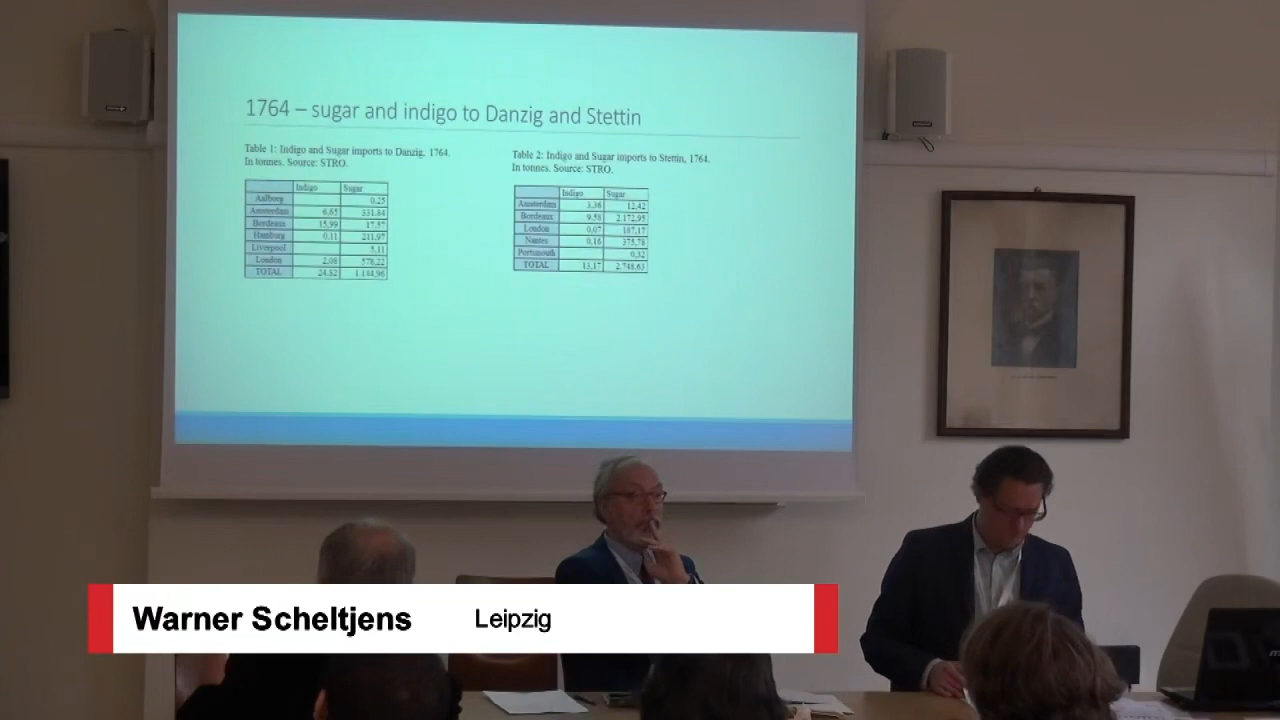 1764 – sugar and indigo to Danzig and Stettin
Table 1: Indigo and Sugar imports to Danzig. 1764.
In tonnes. Source: STRO.
Indigo Sugar
Aalborg 0,25
Amsterdam 6,65 331,84
Bordeaux 15,99 17,57
Hamburg 0,11 211,97
Liverpool 5,11
London 2,08 578,22
TOTAL 24,82 1 144,96
Table 2: Indigo and Sugar imports to Stettin, 1764.
In tonnes. Source: STRO.
Indigo Sugar
Amsterdam 3,36 12,42
Bordeaux 9,58 2.172,95
London 0,07 187,17
Nantes 0,16 375,78
Portsmouth 0,32
TOTAL 13,17 2.748,63
Warner Scheltjens Leipzig